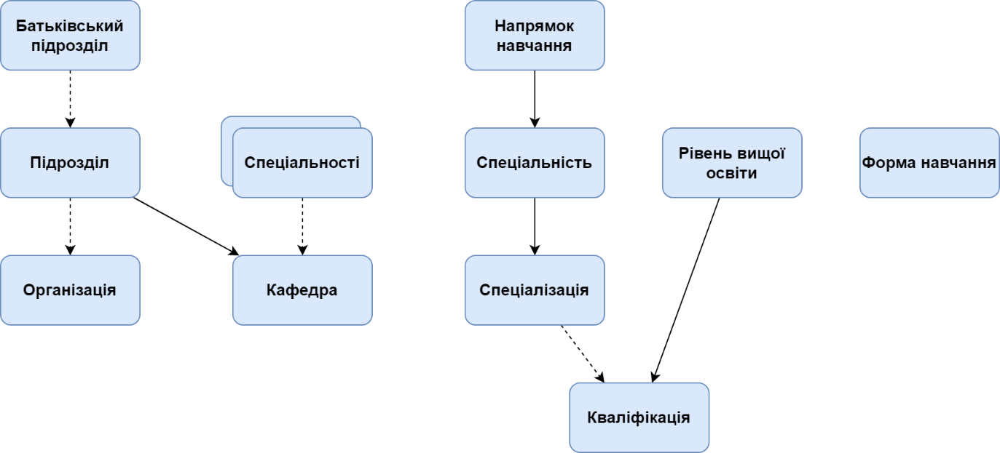 Батьківський
підрозділ
Напрямок
навчання
Підрозділ
Спеціальності
Спеціальність
Рівень вищої
освіти
Форма навчання
Організація
Кафедра
Спеціалізація
Кваліфікація